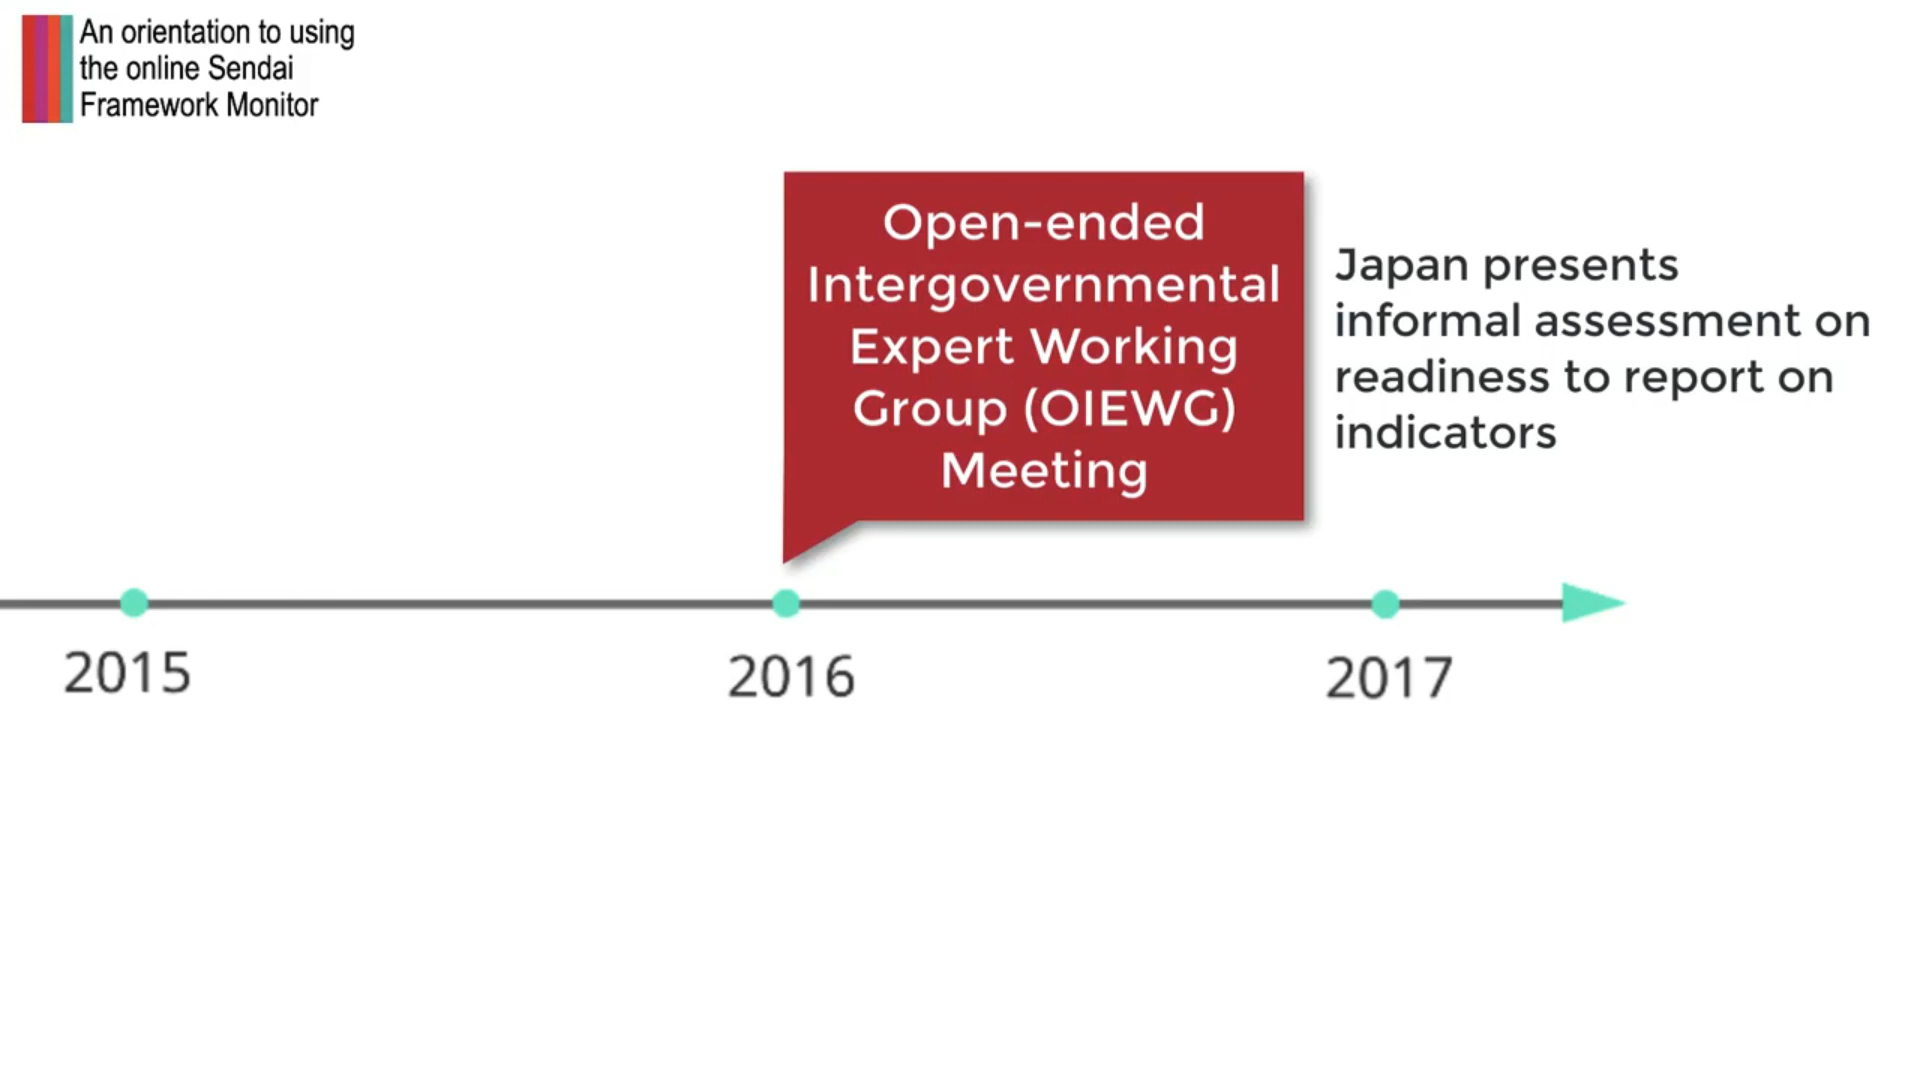 An orientation to using
the online Sendai
Framework Monitor
Open-ended
Intergovernmental
Expert Working
Group (OIEWG)
Meeting
Japan presents
informal assessment on
readiness to report on
indicators
2015
2016
2017